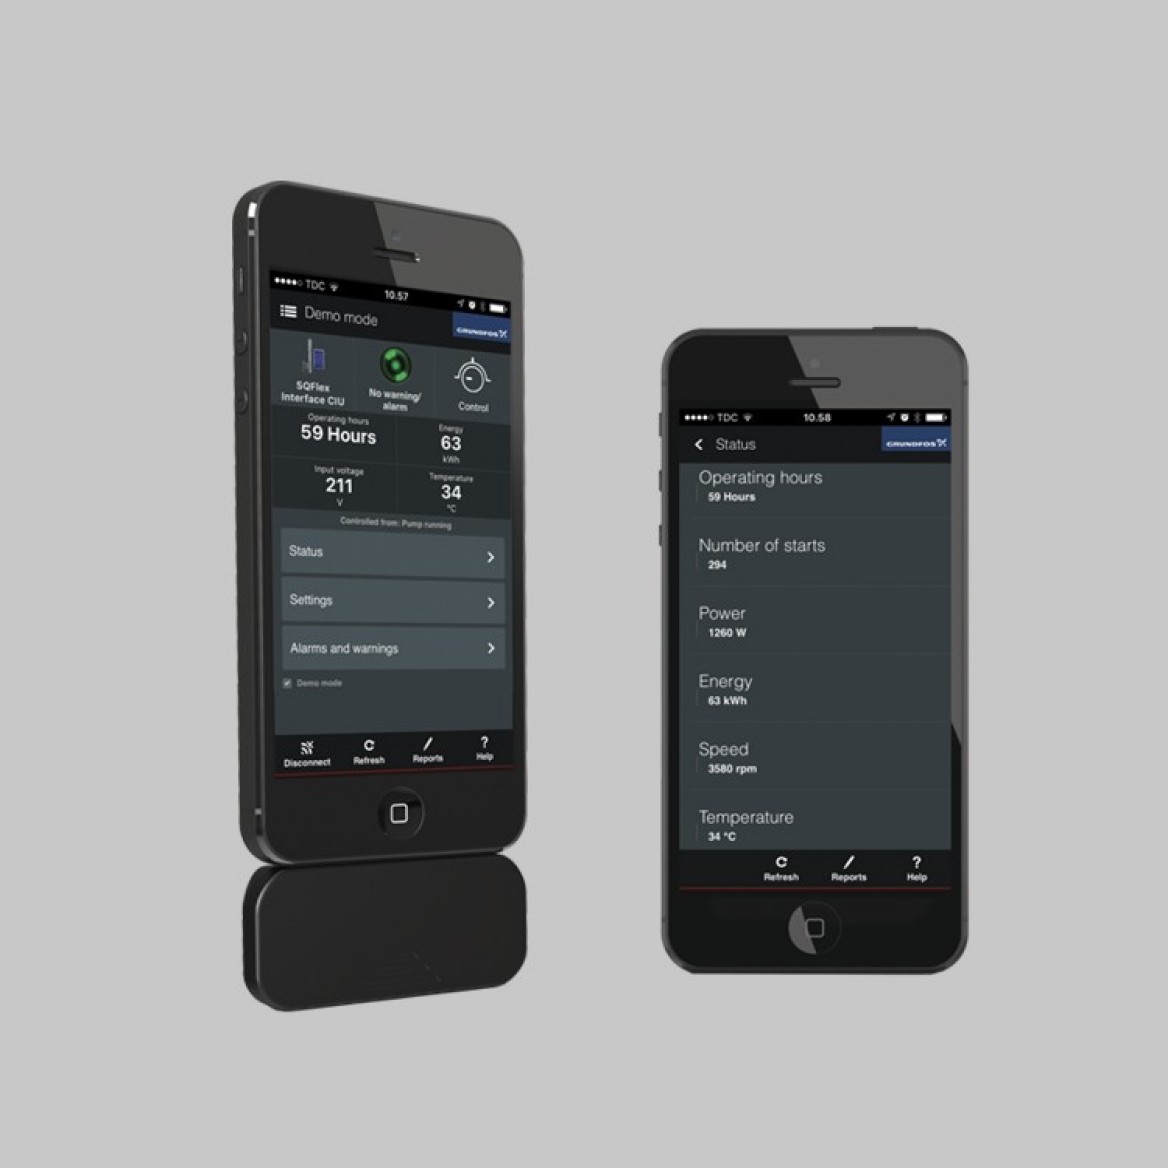 TDC
10.57
Demo mode
GRUNDFOS
SQFlex
Interface CIU
No warning/
alarm
Control
Operating hours
59 Hours
Energy
63
kWh
Input voltage
211
V
Temperature
34
°C
Controlled from: Pump running
Status
Settings
Alarms and warnings
Demo mode
Disconnect
Refresh
Reports
? Help
TDC
10.58
Status
GRUNDFOS
Operating hours
59 Hours
Number of starts
294
Power
1260 W
Energy
63 kWh
Speed
3580 rpm
Temperature
34 °C
Refresh
Reports
? Help